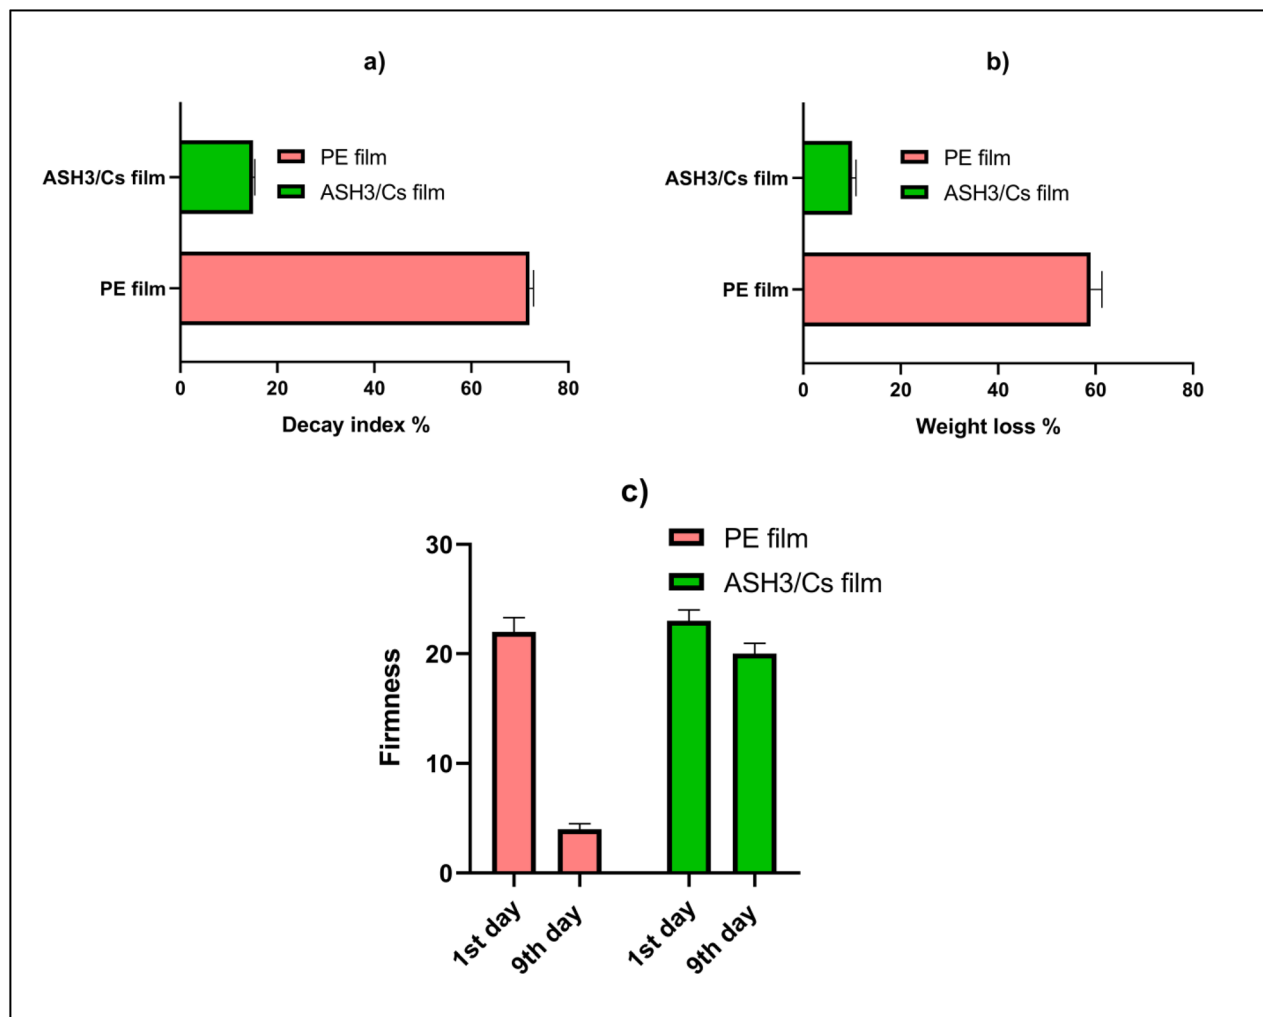 a)
ASH3/Cs film
PE film
PE film
ASH3/Cs film
0 20 40 60 80
Decay index %
b)
ASH3/Cs film
PE film
PE film
ASH3/Cs film
0 20 40 60 80
Weight loss %
c)
PE film
ASH3/Cs film
30
20
10
0
Firmness
1st day
9th day
1st day
9th day